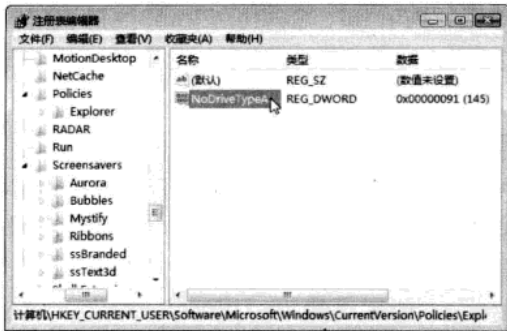 注册表编辑器
文件(F) 编辑(E) 查看(V) 收藏夹(A) 帮助(H)
MotionDesktop
NetCache
Policies
Explorer
RADAR
Run
Screensavers
Aurora
Bubbles
Mystify
Ribbons
ssBranded
ssText3d
名称 类型 数据
(默认) REG_SZ (数值未设置)
NoDriveTypeA REG_DWORD 0x00000091 (145)
计算机\HKEY_CURRENT_USER\Software\Microsoft\Windows\CurrentVersion\Policies\Expl